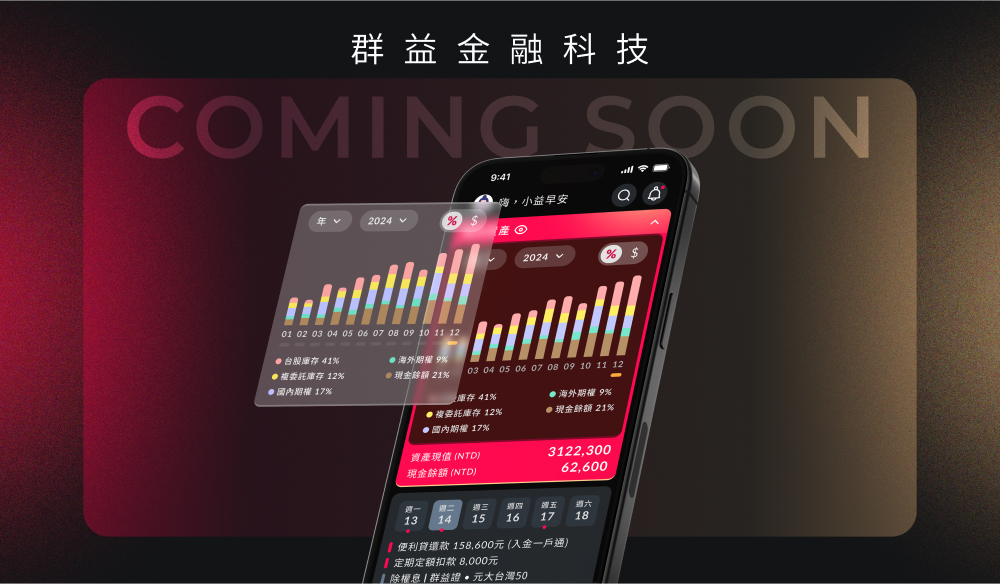 群益金融科技
COMING SOON
9:41
嗨，小益早安
產
年 2024 % $
2024 % $
01 02 03 04 05 06 07 08 09 10 11 12
03 04 05 06 07 08 09 10 11 12
台股庫存 41%
海外期權 9%
複委託庫存 12%
現金餘額 21%
國內期權 17%
庫存 41%
海外期權 9%
複委託庫存 12%
現金餘額 21%
國內期權 17%
資產現值 (NTD) 3122,300
現金餘額 (NTD) 62,600
週一 週二 週三 週四 週五 週六
13 14 15 16 17 18
便利貸還款 158,600元 (入金一戶通)
定期定額扣款 8,000元
除權息 | 群益證 • 元大台灣50